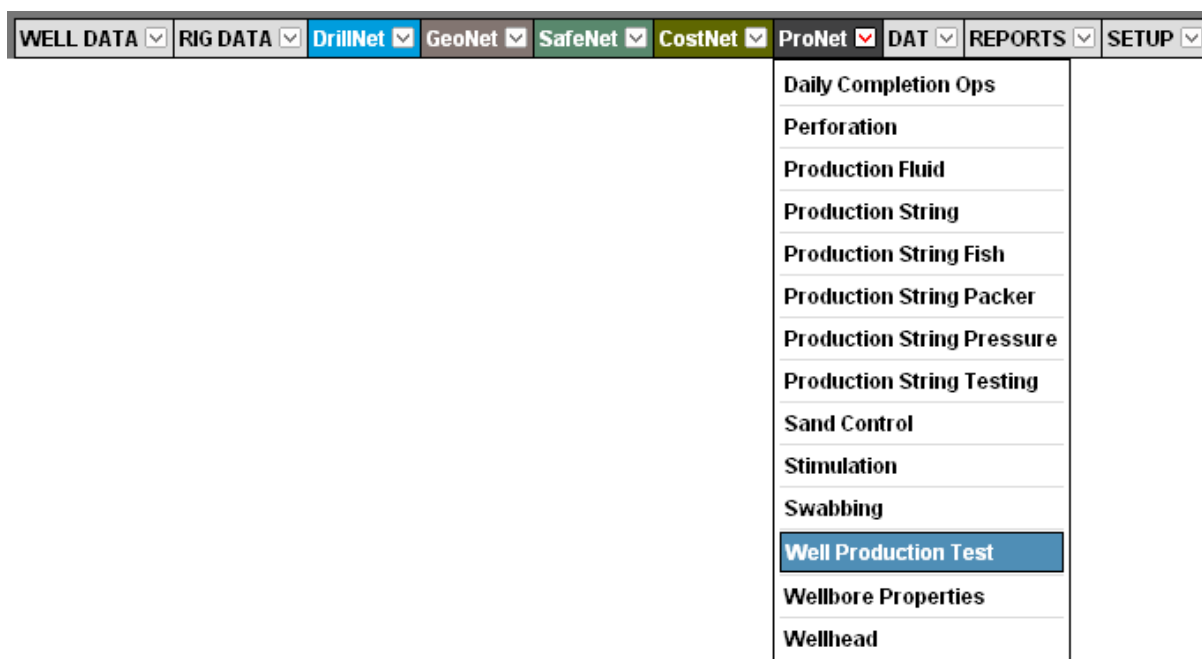 WELL DATA RIG DATA DrillNet GeoNet SafeNet CostNet ProNet DAT REPORTS SETUP
Daily Completion Ops
Perforation
Production Fluid
Production String
Production String Fish
Production String Packer
Production String Pressure
Production String Testing
Sand Control
Stimulation
Swabbing
Well Production Test
Wellbore Properties
Wellhead